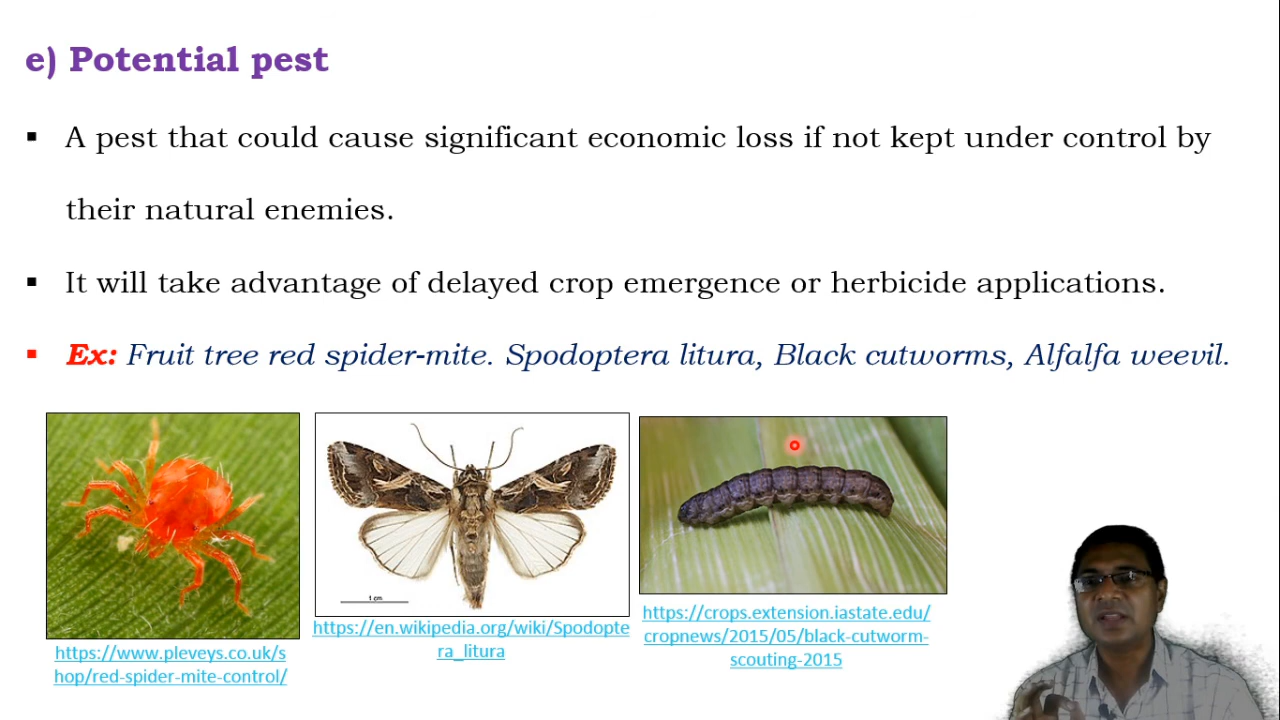 e) Potential pest
▪ A pest that could cause significant economic loss if not kept under control by
their natural enemies.
▪ It will take advantage of delayed crop emergence or herbicide applications.
▪ Ex: Fruit tree red spider-mite. Spodoptera litura, Black cutworms, Alfalfa weevil.
1 cm
https://www.pleveys.co.uk/s
hop/red-spider-mite-control/
https://en.wikipedia.org/wiki/Spodopte
ra_litura
https://crops.extension.iastate.edu/
cropnews/2015/05/black-cutworm-
scouting-2015